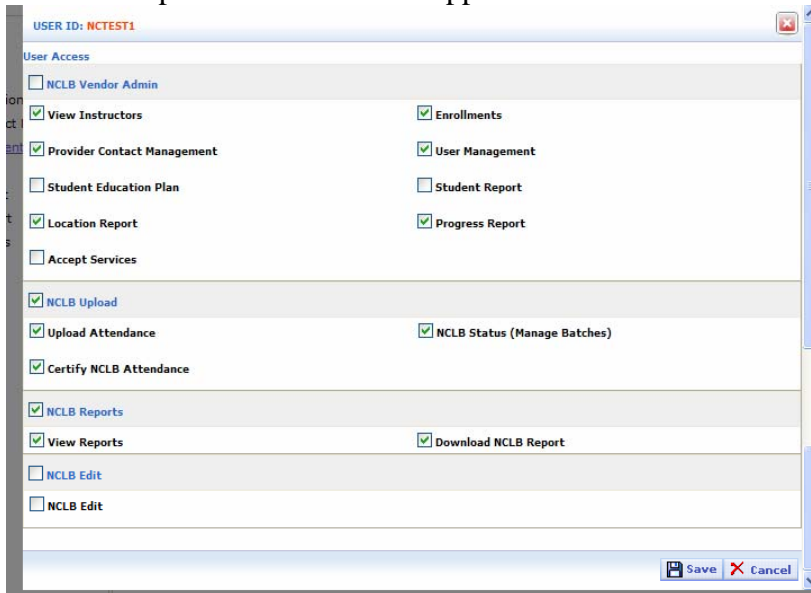 USER ID: NCTEST1
User Access
NCLB Vendor Admin
View Instructors Enrollments
Provider Contact Management User Management
Student Education Plan Student Report
Location Report Progress Report
Accept Services
NCLB Upload
Upload Attendance NCLB Status (Manage Batches)
Certify NCLB Attendance
NCLB Reports
View Reports Download NCLB Report
NCLB Edit
NCLB Edit
Save Cancel